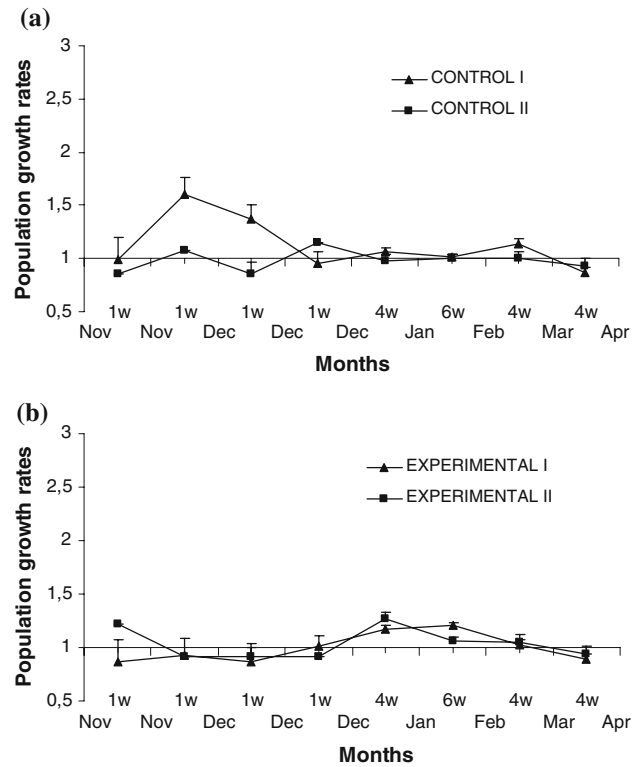 (a)
3
2,5
2
1,5
1
0,5
Population growth rates
CONTROL I
CONTROL II
1w 1w 1w 1w 4w 6w 4w 4w
Nov Nov Dec Dec Dec Jan Feb Mar Apr
Months
(b)
3
2,5
2
1,5
1
0,5
Population growth rates
EXPERIMENTAL I
EXPERIMENTAL II
1w 1w 1w 1w 4w 6w 4w 4w
Nov Nov Dec Dec Dec Jan Feb Mar Apr
Months